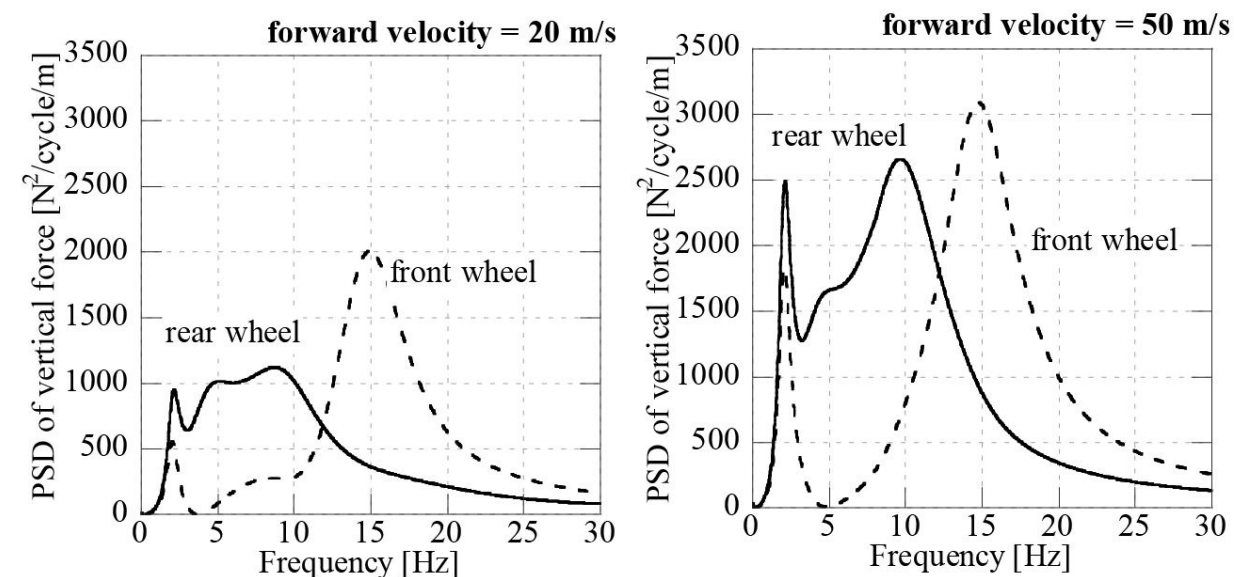 forward velocity = 20 m/s
PSD of vertical force [N²/cycle/m]
3500
3000
2500
2000
1500
1000
500
0
rear wheel
front wheel
0 5 10 15 20 25 30
Frequency [Hz]
forward velocity = 50 m/s
PSD of vertical force [N²/cycle/m]
3500
3000
2500
2000
1500
1000
500
0
rear wheel
front wheel
0 5 10 15 20 25 30
Frequency [Hz]